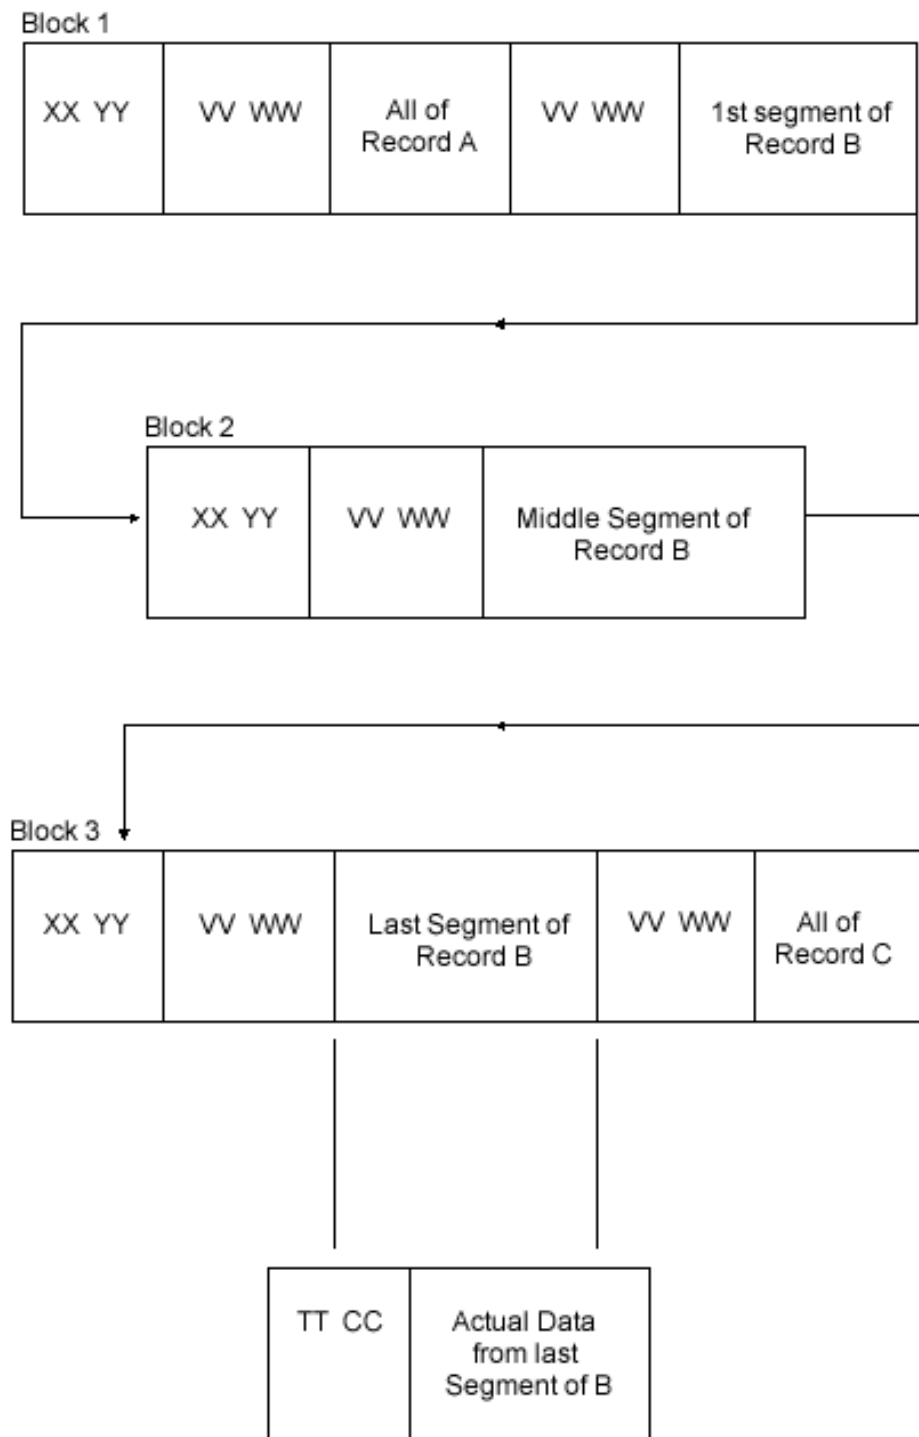 Block 1
XX YY
VV WW
All of
Record A
VV WW
1st segment of
Record B
Block 2
XX YY
VV WW
Middle Segment of
Record B
Block 3
XX YY
VV WW
Last Segment of
Record B
VV WW
All of
Record C
TT CC
Actual Data
from last
Segment of B